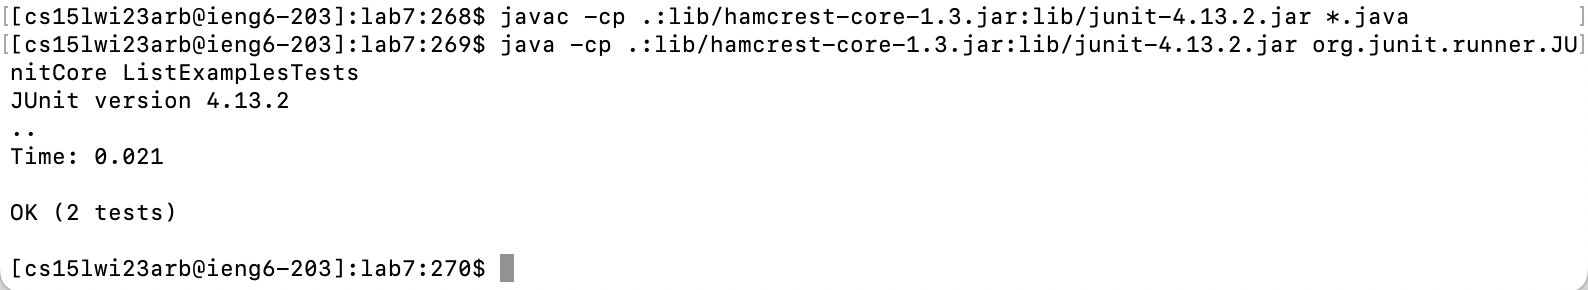 [[cs15lwi23arb@ieng6-203]:lab7:268$ javac -cp .:lib/hamcrest-core-1.3.jar:lib/junit-4.13.2.jar *.java ]
[[cs15lwi23arb@ieng6-203]:lab7:269$ java -cp .:lib/hamcrest-core-1.3.jar:lib/junit-4.13.2.jar org.junit.runner.JU]
nitCore ListExamplesTests
JUnit version 4.13.2
..
Time: 0.021
OK (2 tests)
[cs15lwi23arb@ieng6-203]:lab7:270$